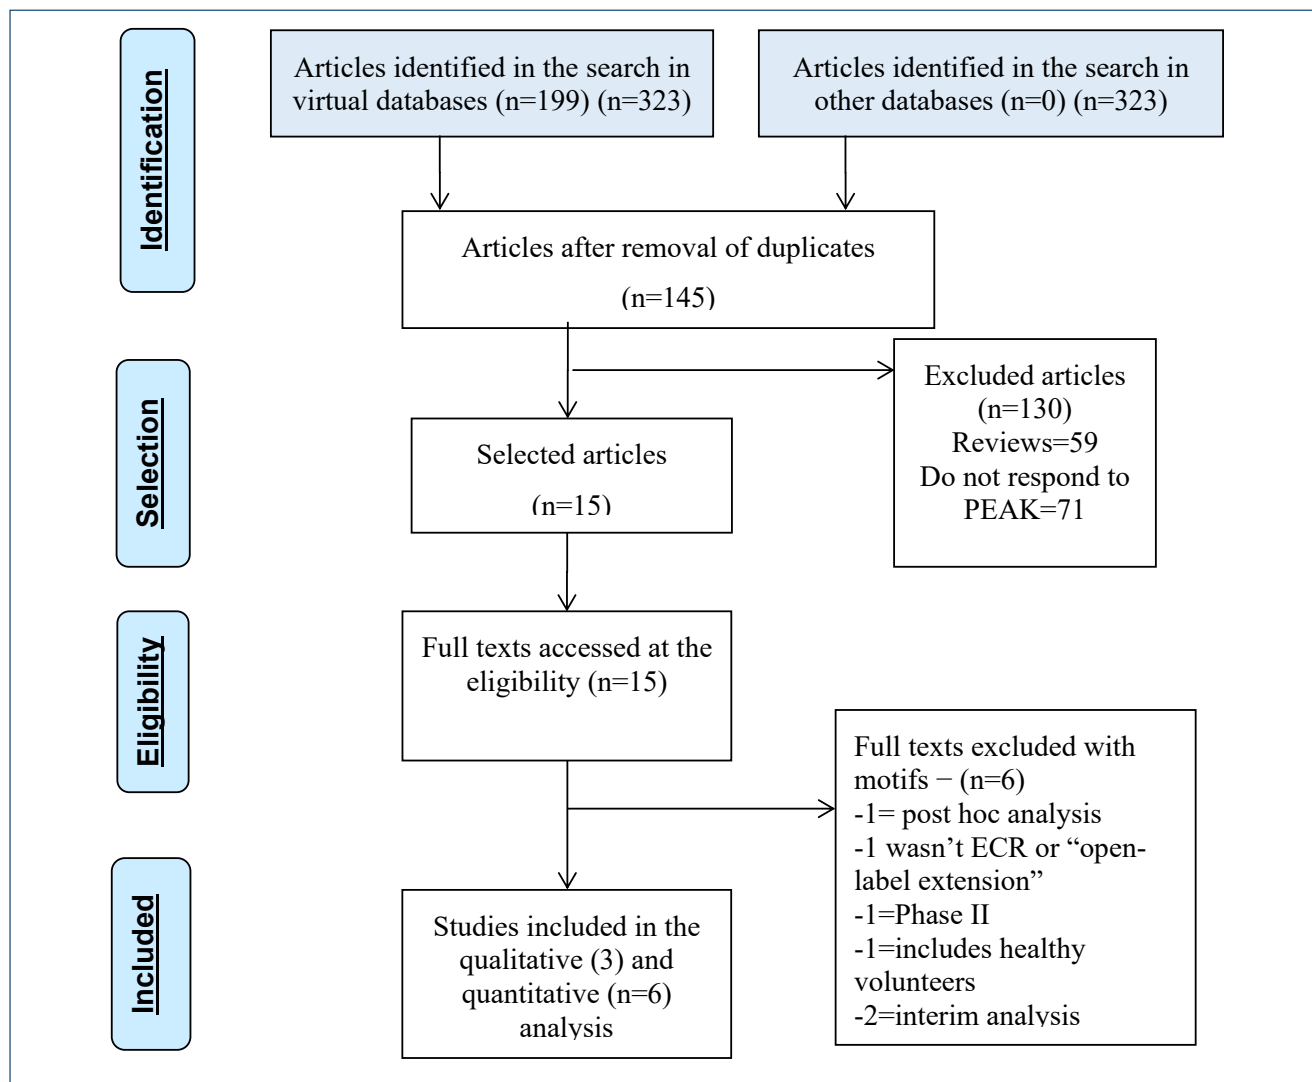 Identification
Articles identified in the search in
virtual databases (n=199) (n=323)
Articles identified in the search in
other databases (n=0) (n=323)
Articles after removal of duplicates
(n=145)
Selection
Excluded articles
(n=130)
Reviews=59
Do not respond to
PEAK=71
Selected articles
(n=15)
Eligibility
Full texts accessed at the
eligibility (n=15)
Full texts excluded with
motifs − (n=6)
-1= post hoc analysis
-1 wasn’t ECR or “open-
label extension”
-1=Phase II
-1=includes healthy
volunteers
-2=interim analysis
Included
Studies included in the
qualitative (3) and
quantitative (n=6)
analysis